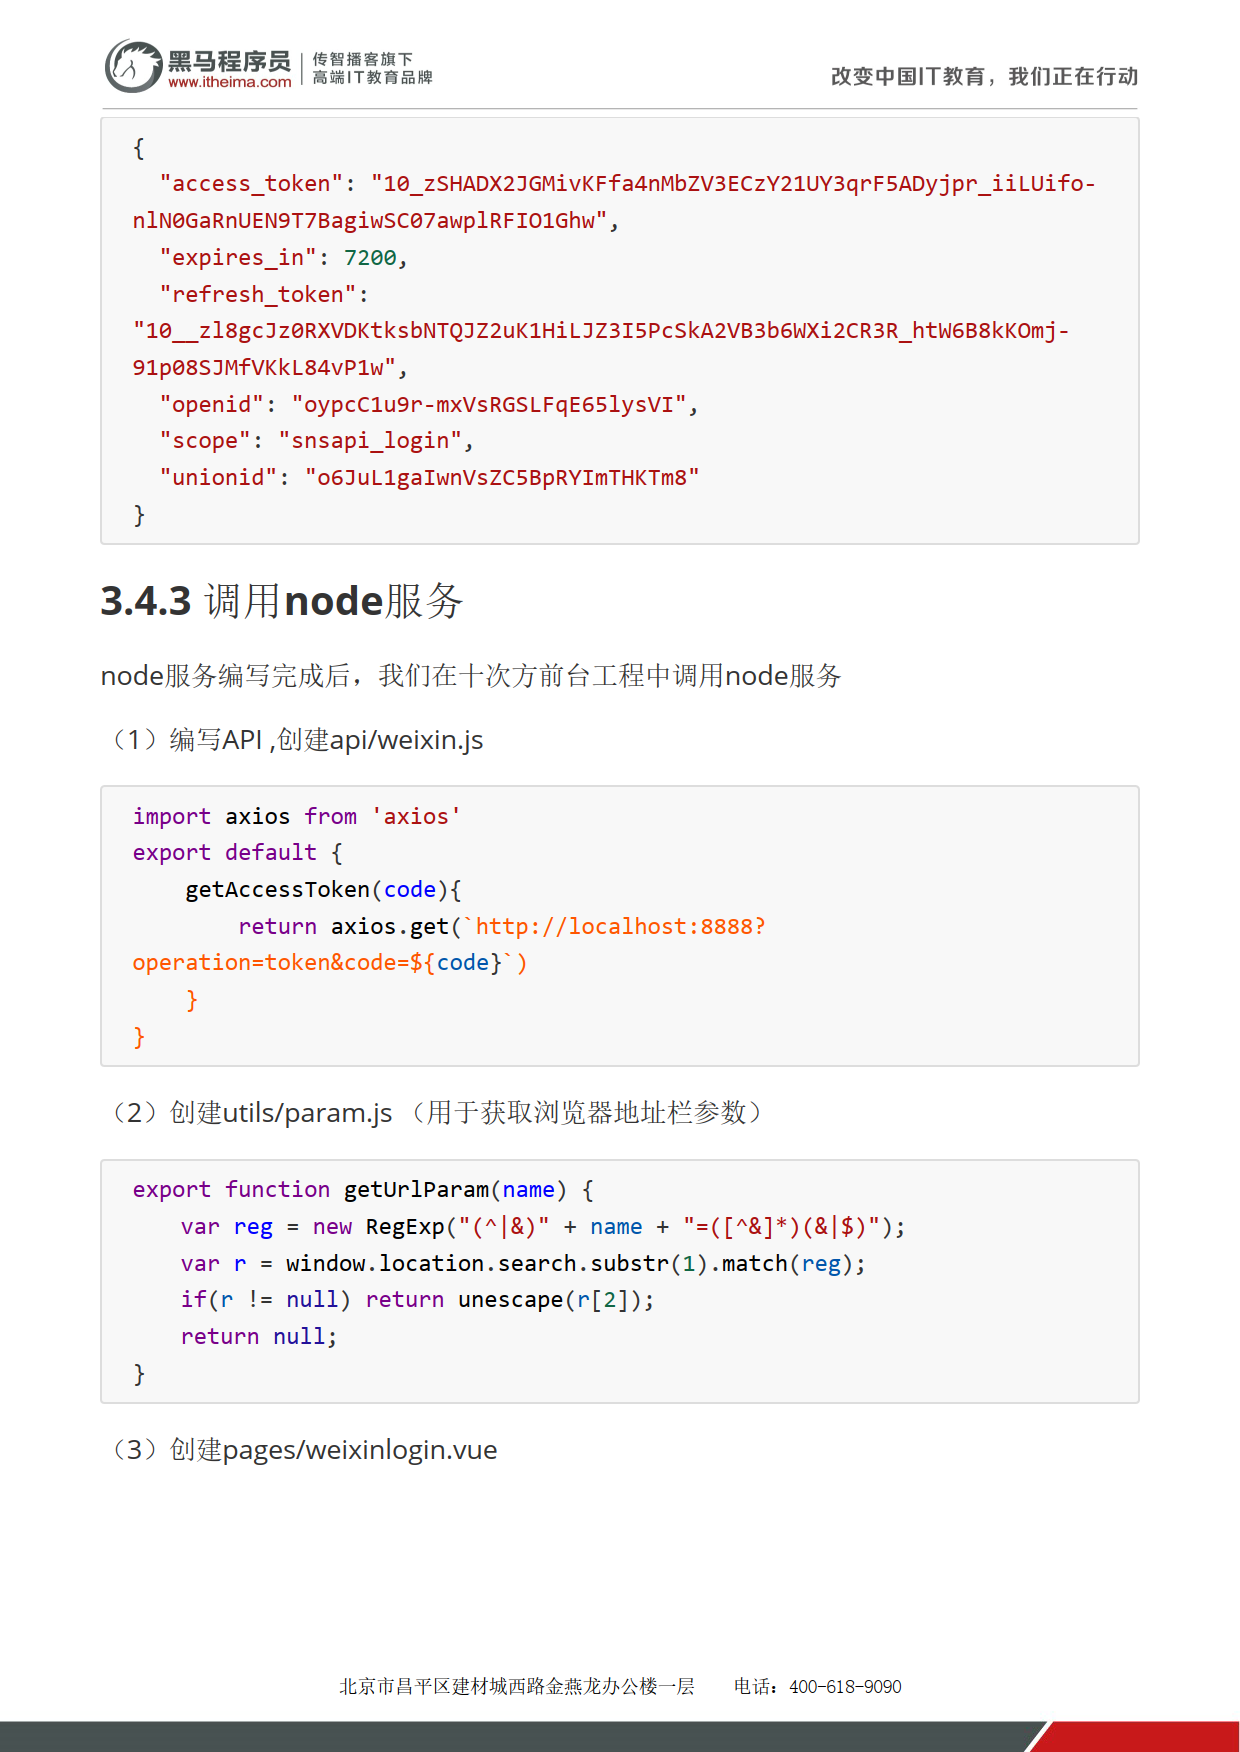 黑马程序员
www.itheima.com
传智播客旗下
高端IT教育品牌
改变中国IT教育，我们正在行动
{
  "access_token": "10_zSHADX2JGMivKFfa4nMbZV3ECzY21UY3qrF5ADyjpr_iiLUifo-
nlN0GaRnUEN9T7BagiwSC07awplRFIO1Ghw",
  "expires_in": 7200,
  "refresh_token":
"10__zl8gcJz0RXVDKtksbNTQJZ2uK1HiLJZ3I5PcSkA2VB3b6WXi2CR3R_htW6B8kKOmj-
91p08SJMfVKkL84vP1w",
  "openid": "oypcC1u9r-mxVsRGSLFqE65lysVI",
  "scope": "snsapi_login",
  "unionid": "o6JuL1gaIwnVsZC5BpRYImTHKTm8"
}
3.4.3 调用node服务
node服务编写完成后，我们在十次方前台工程中调用node服务
（1）编写API ,创建api/weixin.js
import axios from 'axios'
export default {
    getAccessToken(code){
        return axios.get(`http://localhost:8888?
operation=token&code=${code}`)
    }
}
（2）创建utils/param.js （用于获取浏览器地址栏参数）
export function getUrlParam(name) {
    var reg = new RegExp("(^|&)" + name + "=([^&]*)(&|$)");
    var r = window.location.search.substr(1).match(reg);
    if(r != null) return unescape(r[2]);
    return null;
}
（3）创建pages/weixinlogin.vue
北京市昌平区建材城西路金燕龙办公楼一层 电话：400-618-9090